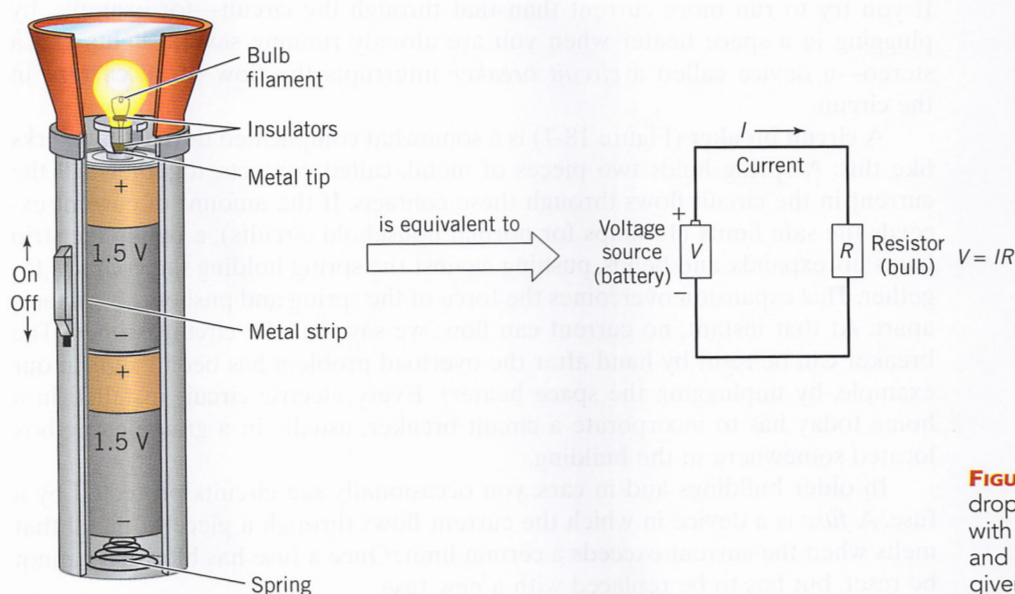 Bulb
filament
Insulators
Metal tip
+
1.5 V
On
Off
Metal strip
−
+
1.5 V
−
Spring
is equivalent to
I
Current
Voltage
source
(battery)
+
V
−
R
Resistor
(bulb)
V = IR
FIGU
drop
with
and
given